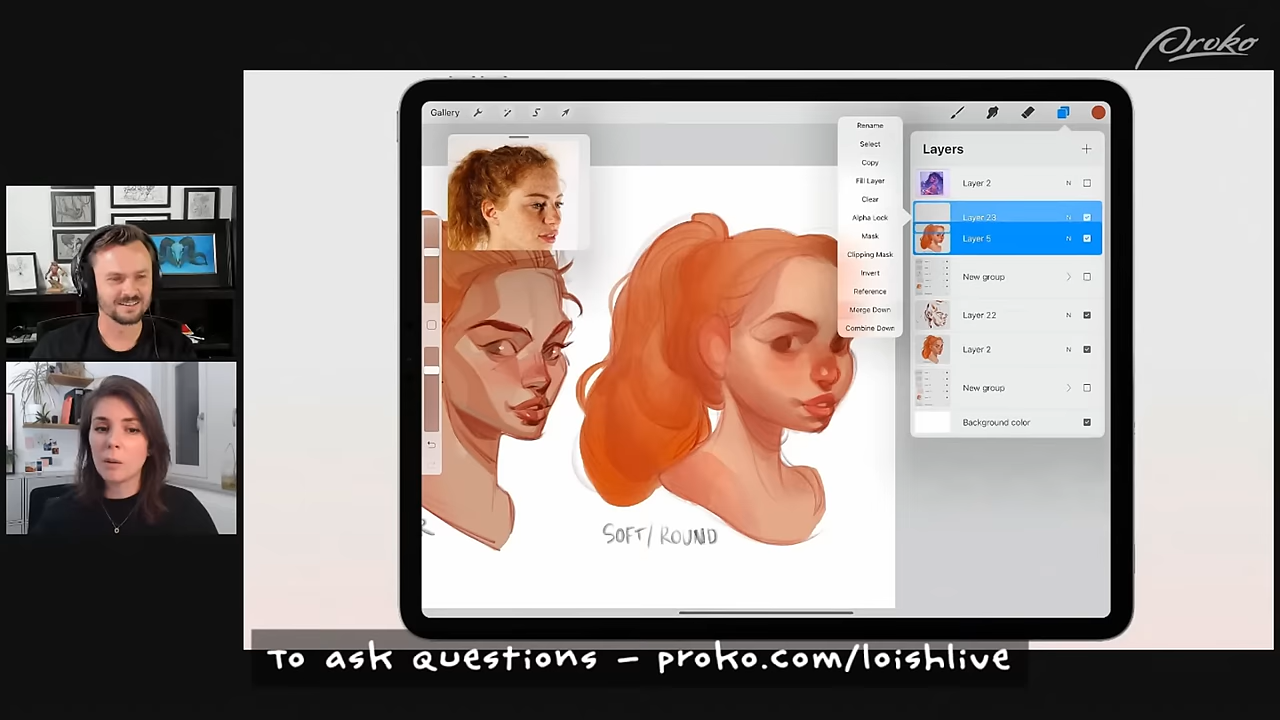 Proko
Gallery
Rename
Select
Copy
Fill Layer
Clear
Alpha Lock
Mask
Clipping Mask
Invert
Reference
Merge Down
Combine Down
Layers
Layer 2 N
Layer 23 N
Layer 5 N
New group
Layer 22 N
Layer 2 N
New group
Background color
R
SOFT/ROUND
To ask questions – proko.com/loishlive